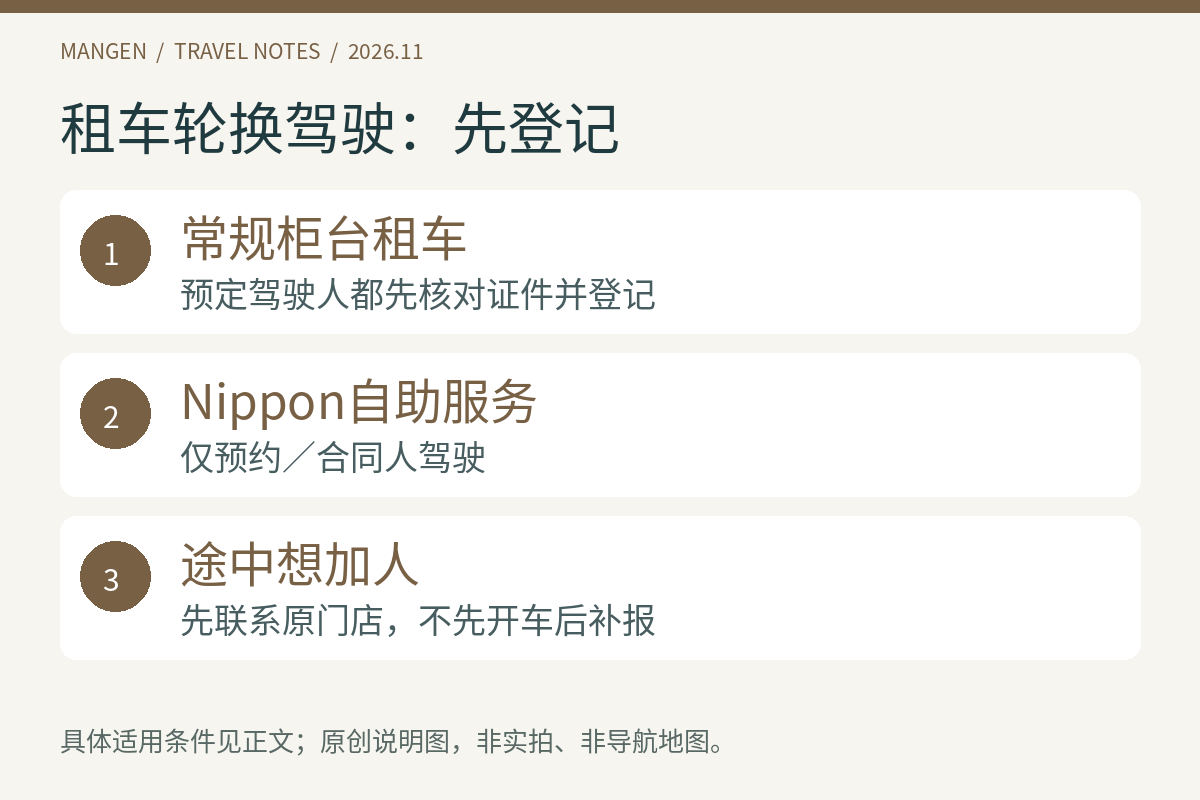 MANGEN / TRAVEL NOTES / 2026.11
租车轮换驾驶：先登记
1
常规柜台租车
预定驾驶人都先核对证件并登记
2
Nippon自助服务
仅预约／合同人驾驶
3
途中想加人
先联系原门店，不先开车后补报
具体适用条件见正文；原创说明图，非实拍、非导航地图。